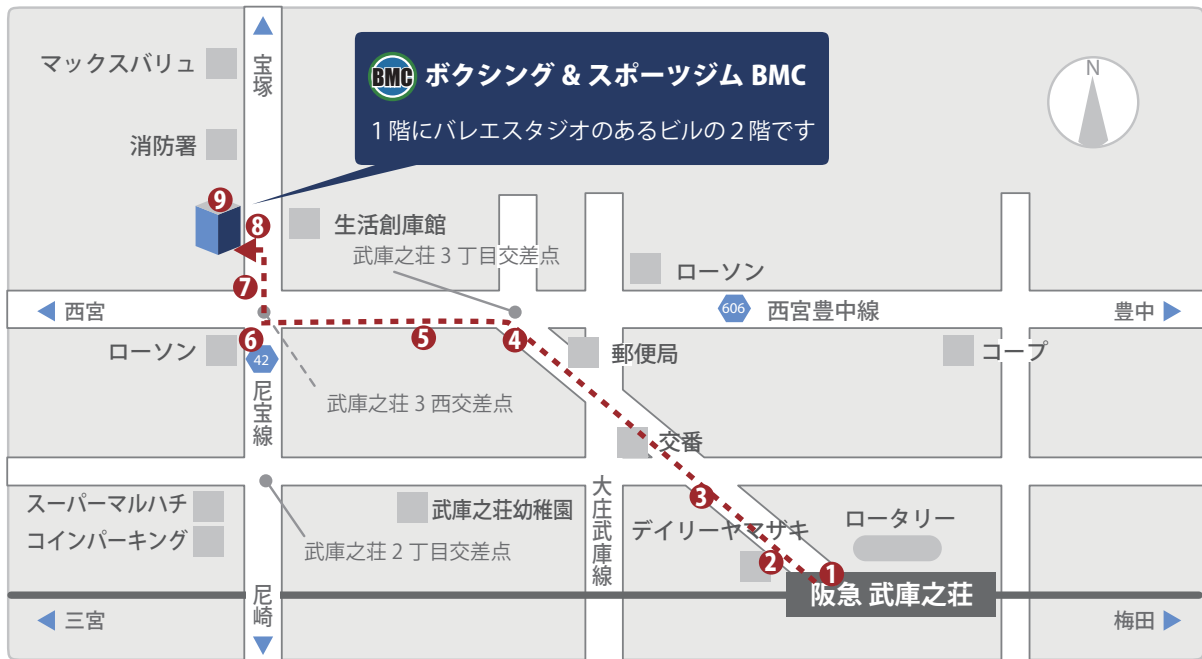 マックスバリュ
宝塚
BMC ボクシング & スポーツジム BMC
1 階にバレエスタジオのあるビルの 2 階です
N
消防署
9
8
生活創庫館
武庫之荘 3 丁目交差点
7
ローソン
西宮
606 西宮豊中線
豊中
ローソン
6
42
5
4
郵便局
コープ
尼宝線
武庫之荘 3 西交差点
交番
スーパーマルハチ
コインパーキング
武庫之荘幼稚園
武庫之荘 2 丁目交差点
大庄武庫線
3
デイリーヤマザキ
ロータリー
2
1
阪急 武庫之荘
尼崎
三宮
梅田